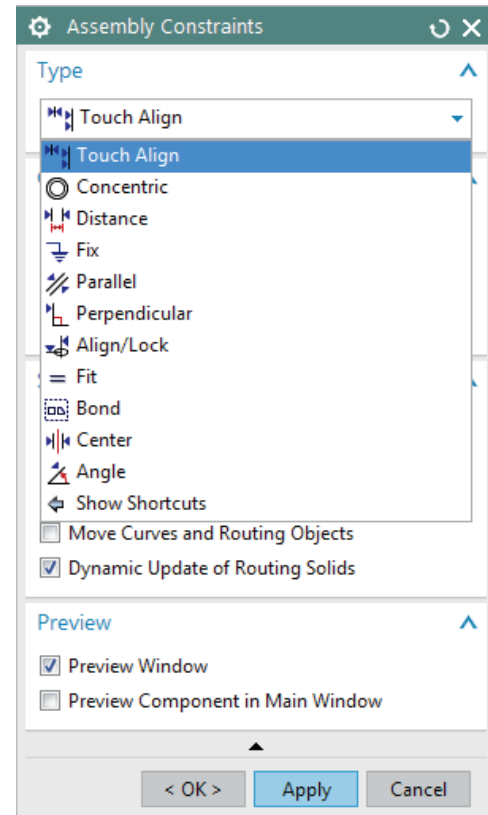 Assembly Constraints
Type
Touch Align
Touch Align
Concentric
Distance
Fix
Parallel
Perpendicular
Align/Lock
Fit
Bond
Center
Angle
Show Shortcuts
Move Curves and Routing Objects
Dynamic Update of Routing Solids
Preview
Preview Window
Preview Component in Main Window
< OK > Apply Cancel